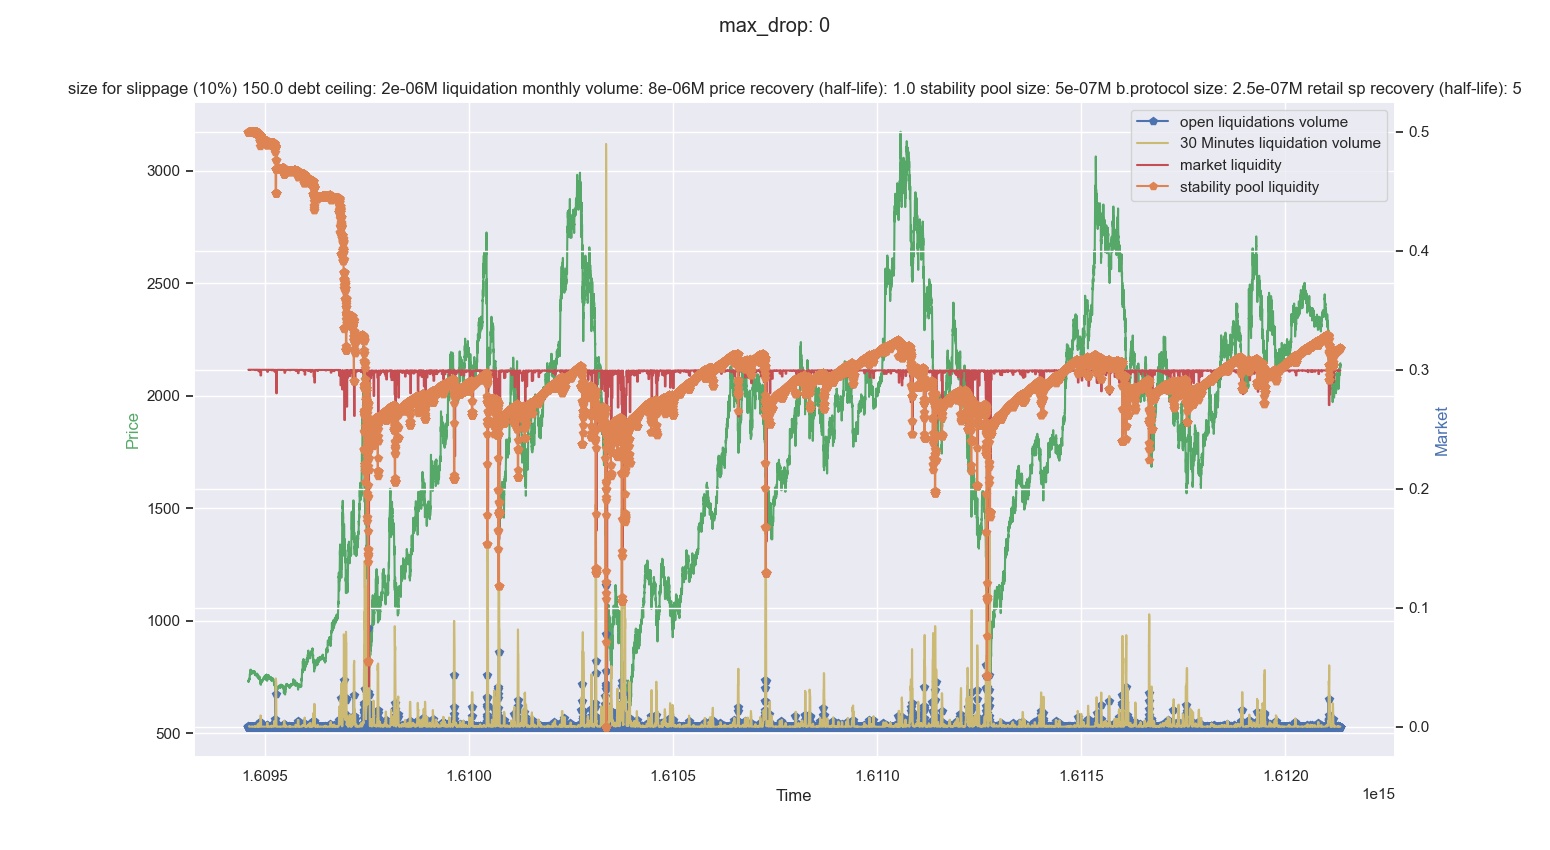 max_drop: 0
size for slippage (10%) 150.0 debt ceiling: 2e-06M liquidation monthly volume: 8e-06M price recovery (half-life): 1.0 stability pool size: 5e-07M b.protocol size: 2.5e-07M retail sp recovery (half-life): 5
open liquidations volume
30 Minutes liquidation volume
market liquidity
stability pool liquidity
3000
2500
2000
1500
1000
500
Price
0.5
0.4
0.3
0.2
0.1
0.0
Market
1.6095 1.6100 1.6105 1.6110 1.6115 1.6120
Time
1e15